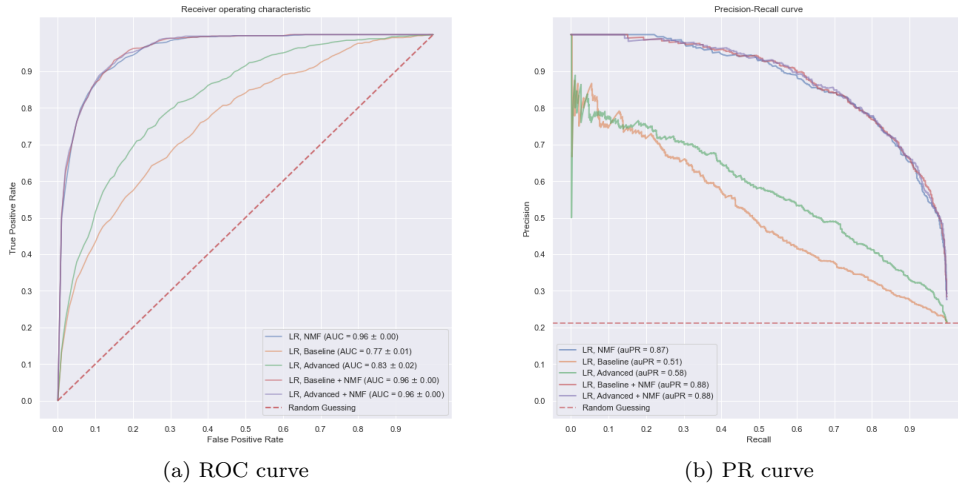 Receiver operating characteristic
True Positive Rate
0.9
0.8
0.7
0.6
0.5
0.4
0.3
0.2
0.1
0.0
LR, NMF (AUC = 0.96 ± 0.00)
LR, Baseline (AUC = 0.77 ± 0.01)
LR, Advanced (AUC = 0.83 ± 0.02)
LR, Baseline + NMF (AUC = 0.96 ± 0.00)
LR, Advanced + NMF (AUC = 0.96 ± 0.00)
Random Guessing
0.0 0.1 0.2 0.3 0.4 0.5 0.6 0.7 0.8 0.9
False Positive Rate
(a) ROC curve
Precision-Recall curve
Precision
0.9
0.8
0.7
0.6
0.5
0.4
0.3
0.2
0.1
0.0
LR, NMF (auPR = 0.87)
LR, Baseline (auPR = 0.51)
LR, Advanced (auPR = 0.58)
LR, Baseline + NMF (auPR = 0.88)
LR, Advanced + NMF (auPR = 0.88)
Random Guessing
0.0 0.1 0.2 0.3 0.4 0.5 0.6 0.7 0.8 0.9
Recall
(b) PR curve